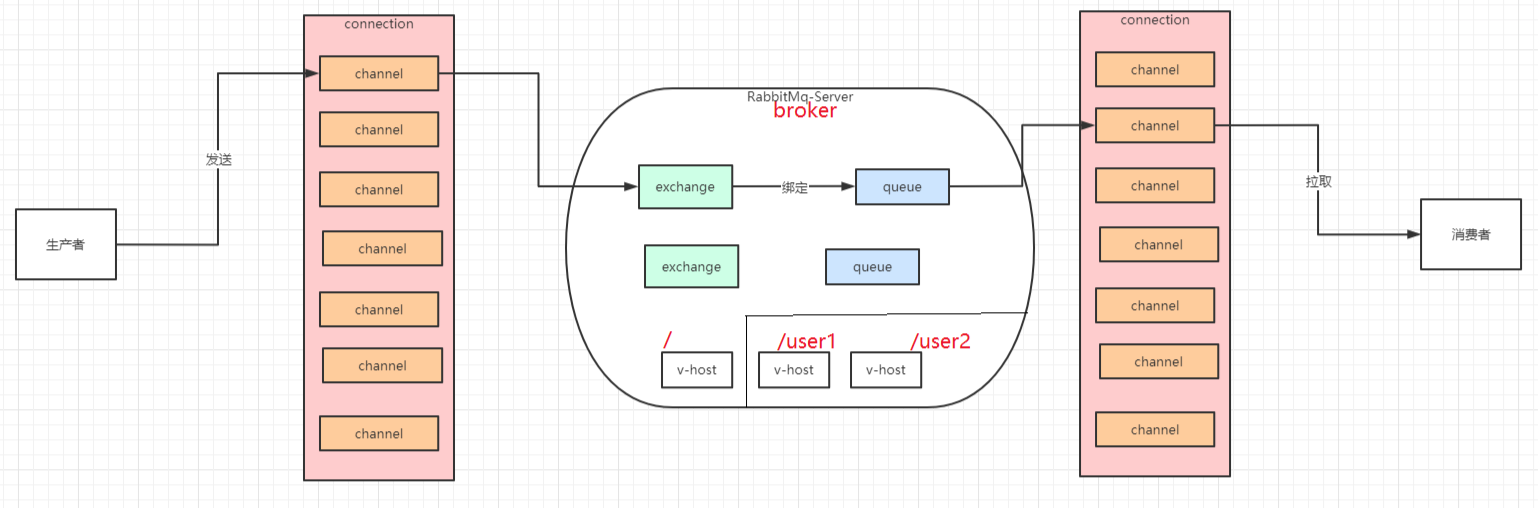 connection
channel
channel
channel
channel
channel
channel
channel
发送
生产者
RabbitMq-Server
broker
exchange
绑定
queue
exchange
queue
/
/user1
/user2
v-host
v-host
v-host
connection
channel
channel
channel
channel
channel
channel
channel
拉取
消费者